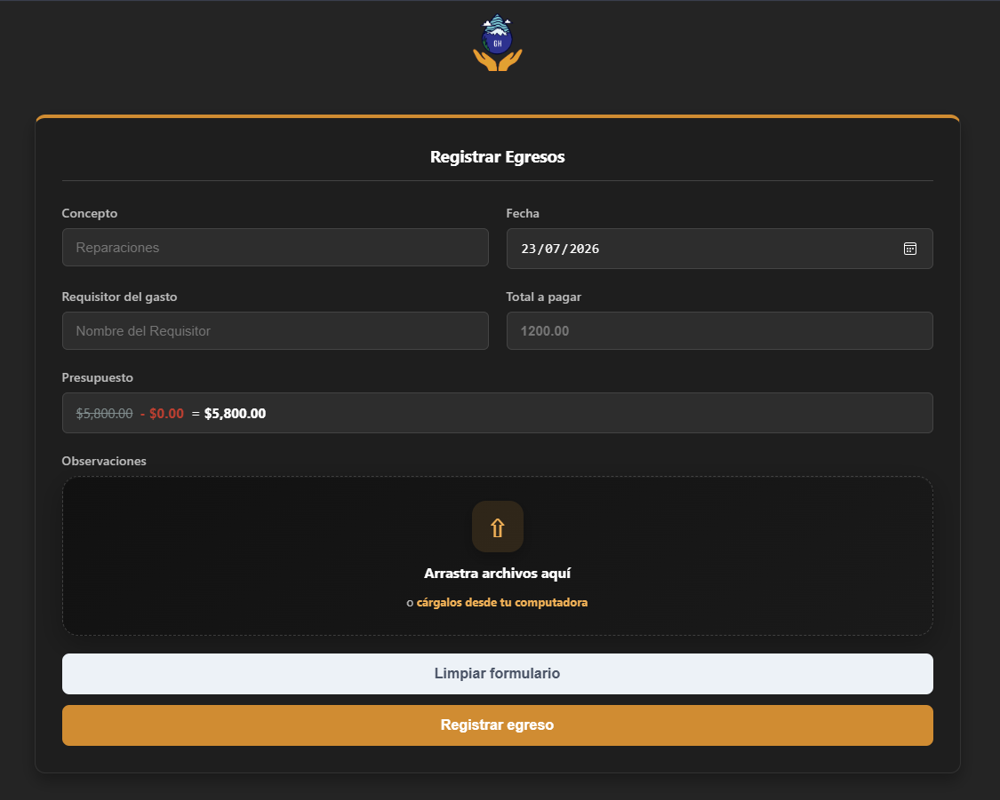 GH
Registrar Egresos
Concepto
Fecha
Reparaciones
23/07/2026
Requisitor del gasto
Total a pagar
Nombre del Requisitor
1200.00
Presupuesto
$5,800.00 - $0.00 = $5,800.00
Observaciones
Arrastra archivos aquí
o cárgalos desde tu computadora
Limpiar formulario
Registrar egreso